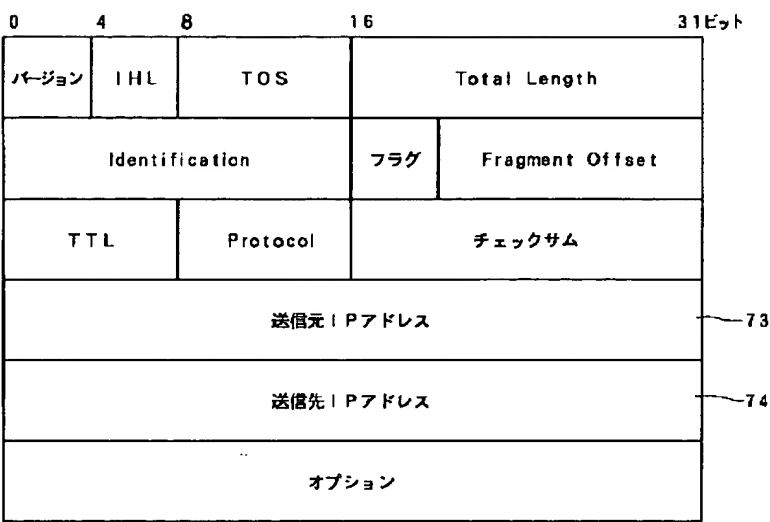 0 4 8 16 31ビット
バージョン IHL TOS Total Length
Identification フラグ Fragment Offset
TTL Protocol チェックサム
送信元IPアドレス 73
送信先IPアドレス 74
オプション